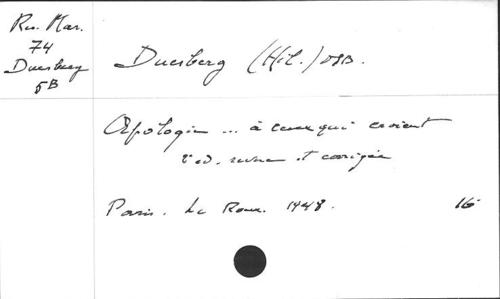 Rés. Mar.
74
Duesberg
5B
Duesberg (Hil.) OSB.
Apologie ... à ceux qui croient
2e éd. revue et corrigée
Paris. Le Roux. 1948. 16